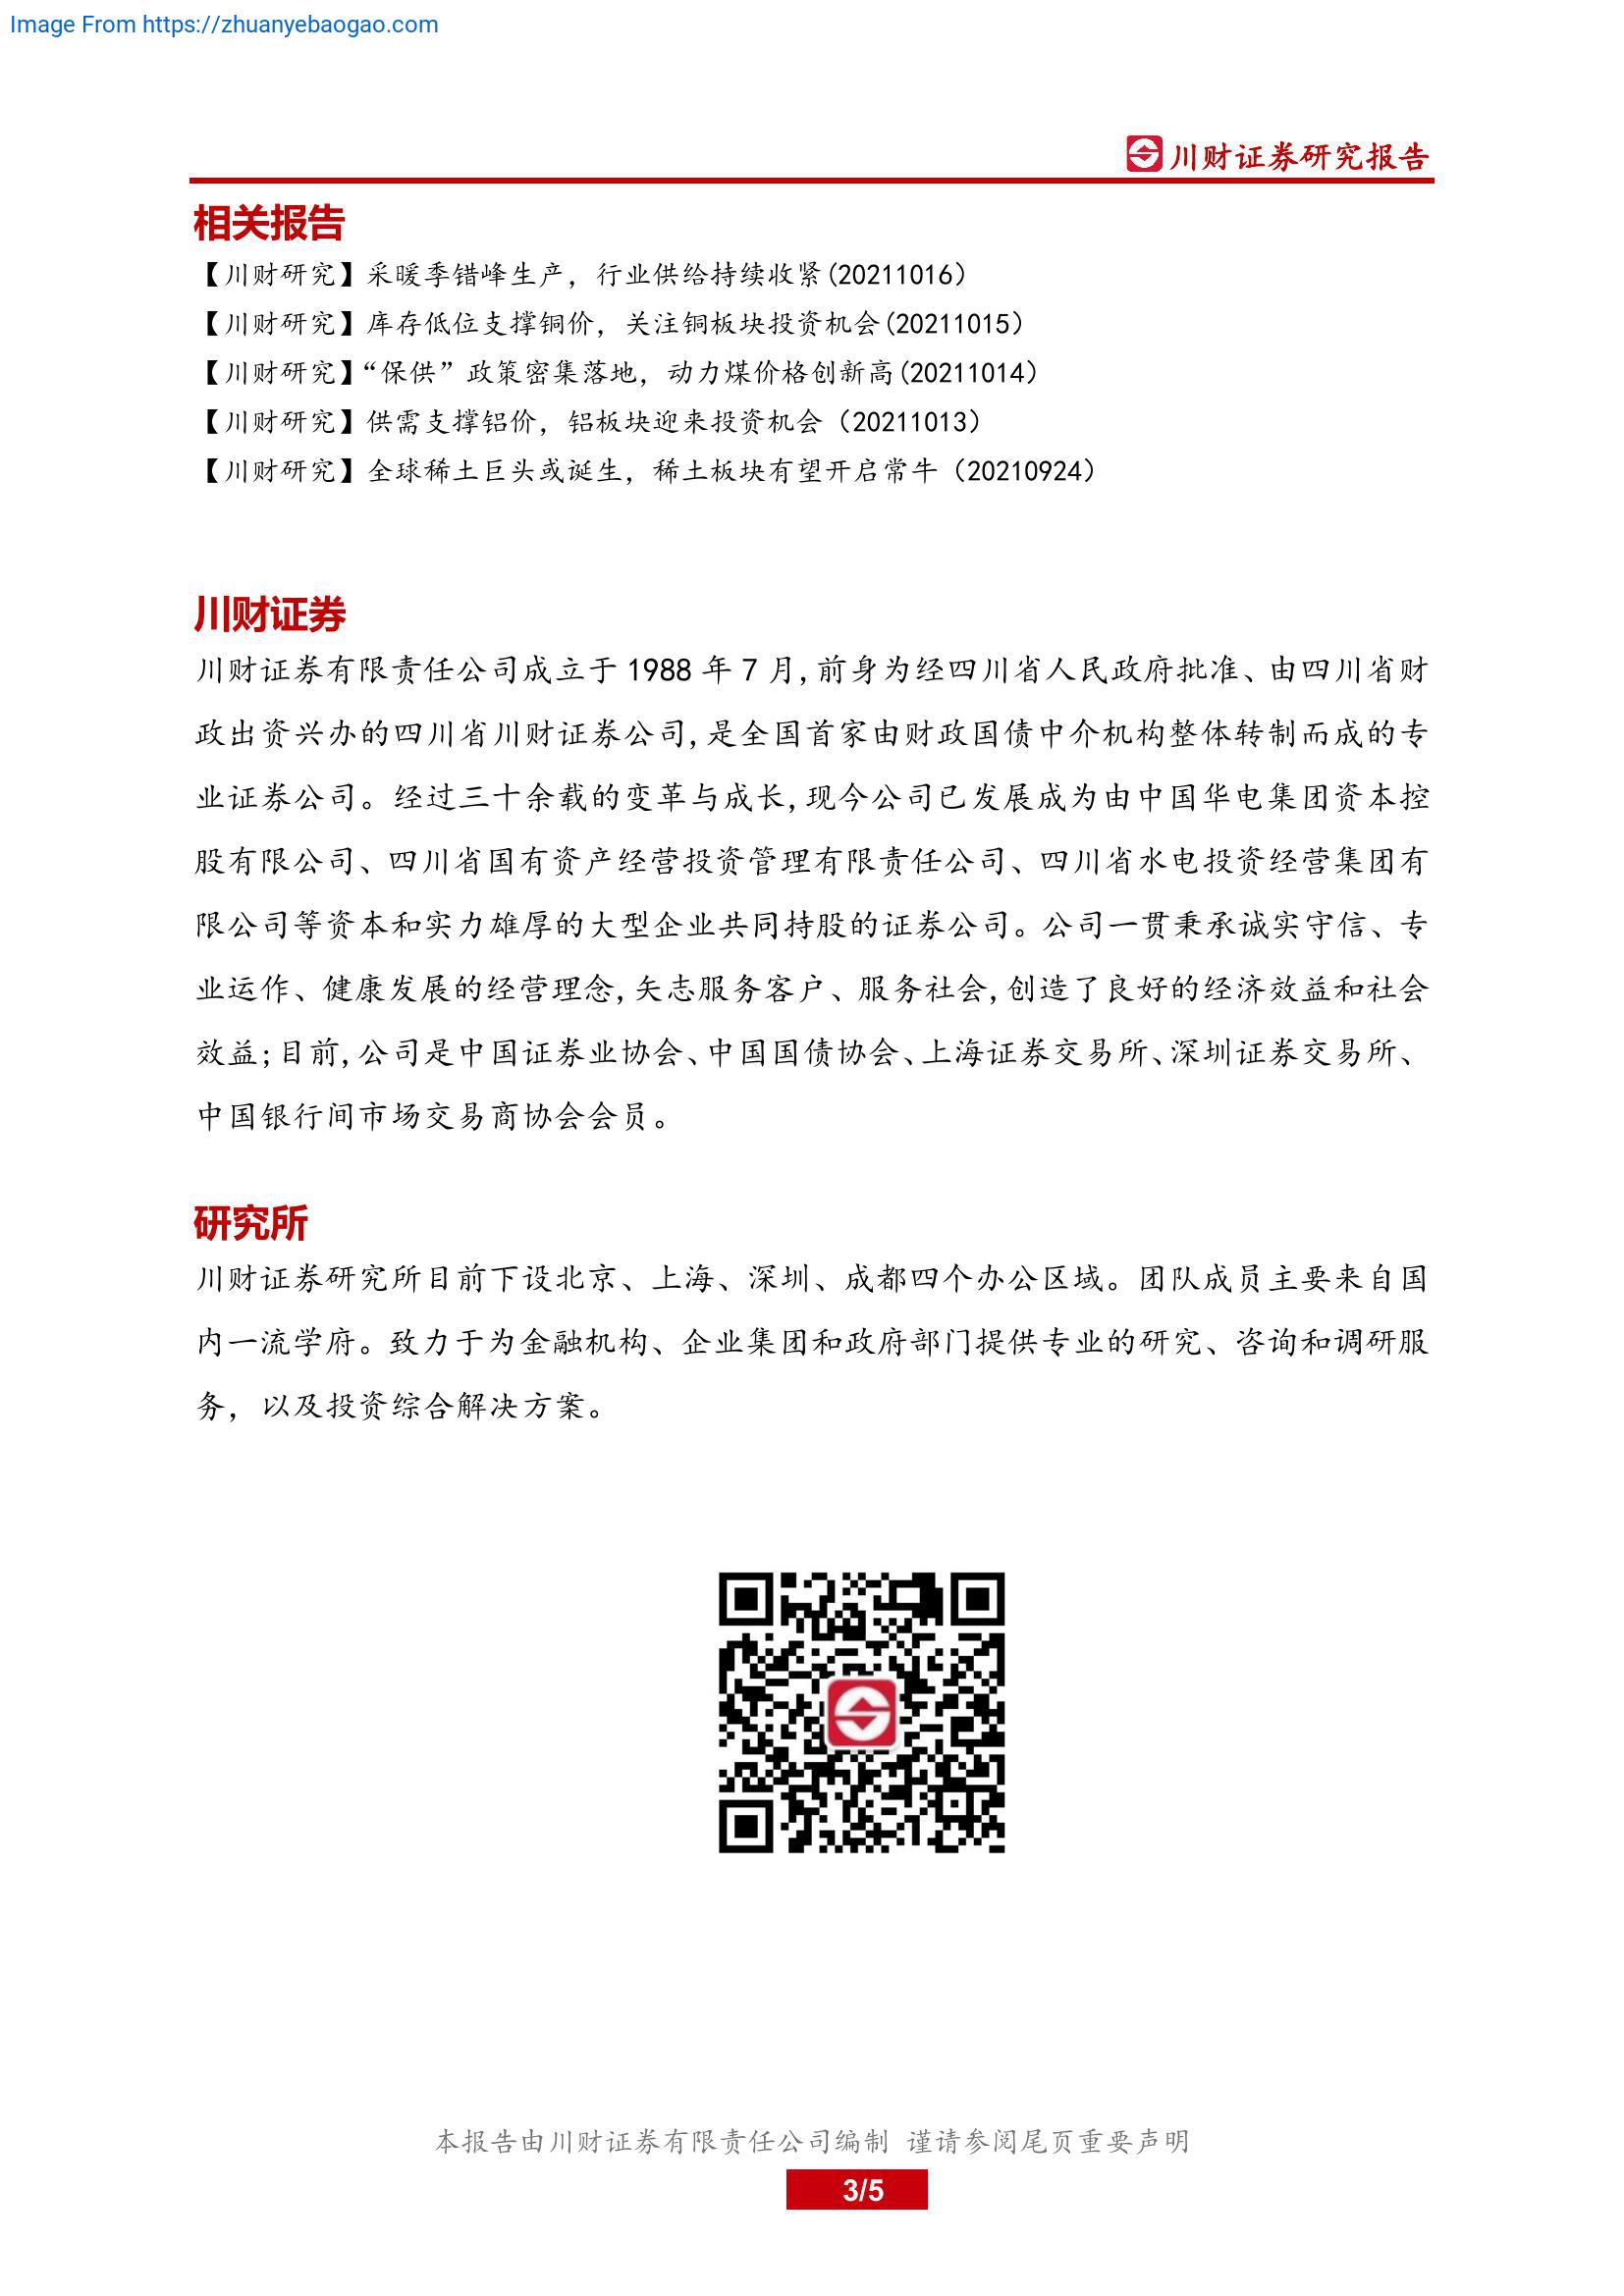 Image From https://zhuanyebaogao.com
川财证券研究报告
相关报告
【川财研究】采暖季错峰生产，行业供给持续收紧(20211016）
【川财研究】库存低位支撑铜价，关注铜板块投资机会(20211015）
【川财研究】“保供”政策密集落地，动力煤价格创新高(20211014）
【川财研究】供需支撑铝价，铝板块迎来投资机会（20211013）
【川财研究】全球稀土巨头或诞生，稀土板块有望开启常牛（20210924）
川财证券
川财证券有限责任公司成立于 1988 年 7 月,前身为经四川省人民政府批准、由四川省财
政出资兴办的四川省川财证券公司,是全国首家由财政国债中介机构整体转制而成的专
业证券公司。经过三十余载的变革与成长,现今公司已发展成为由中国华电集团资本控
股有限公司、四川省国有资产经营投资管理有限责任公司、四川省水电投资经营集团有
限公司等资本和实力雄厚的大型企业共同持股的证券公司。公司一贯秉承诚实守信、专
业运作、健康发展的经营理念,矢志服务客户、服务社会,创造了良好的经济效益和社会
效益;目前,公司是中国证券业协会、中国国债协会、上海证券交易所、深圳证券交易所、
中国银行间市场交易商协会会员。
研究所
川财证券研究所目前下设北京、上海、深圳、成都四个办公区域。团队成员主要来自国
内一流学府。致力于为金融机构、企业集团和政府部门提供专业的研究、咨询和调研服
务，以及投资综合解决方案。
本报告由川财证券有限责任公司编制 谨请参阅尾页重要声明
3/5